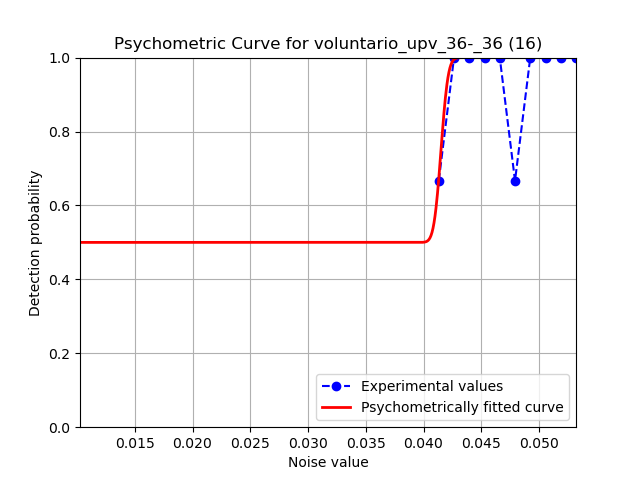 Psychometric Curve for voluntario_upv_36-_36 (16)
1.0
0.8
0.6
0.4
0.2
0.0
Detection probability
0.015 0.020 0.025 0.030 0.035 0.040 0.045 0.050
Noise value
Experimental values
Psychometrically fitted curve